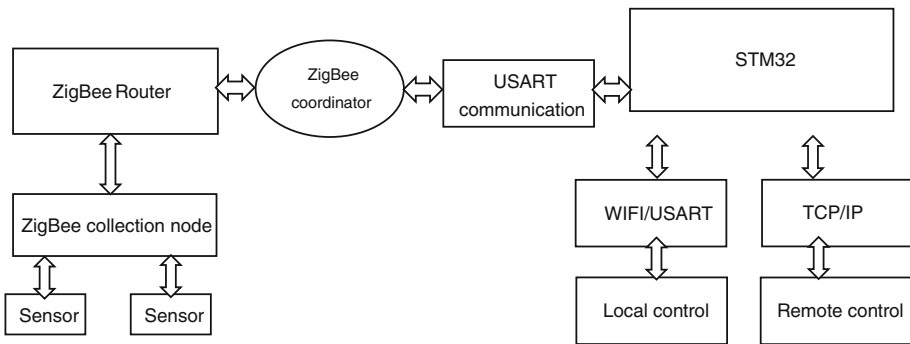 ZigBee Router
ZigBee
coordinator
USART
communication
STM32
ZigBee collection node
WIFI/USART
TCP/IP
Sensor
Sensor
Local control
Remote control